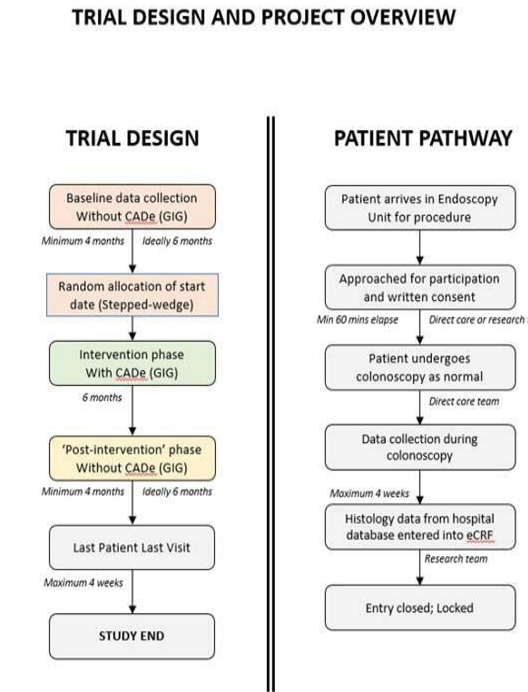 TRIAL DESIGN AND PROJECT OVERVIEW
TRIAL DESIGN
Baseline data collection
Without CADe (GIG)
Minimum 4 months
Ideally 6 months
Random allocation of start
date (Stepped-wedge)
Intervention phase
With CADe (GIG)
6 months
‘Post-intervention’ phase
Without CADe (GIG)
Minimum 4 months
Ideally 6 months
Last Patient Last Visit
Maximum 4 weeks
STUDY END
PATIENT PATHWAY
Patient arrives in Endoscopy
Unit for procedure
Approached for participation
and written consent
Min 60 mins elapse
Direct care or research
Patient undergoes
colonoscopy as normal
Direct care team
Data collection during
colonoscopy
Maximum 4 weeks
Histology data from hospital
database entered into eCRF
Research team
Entry closed; Locked